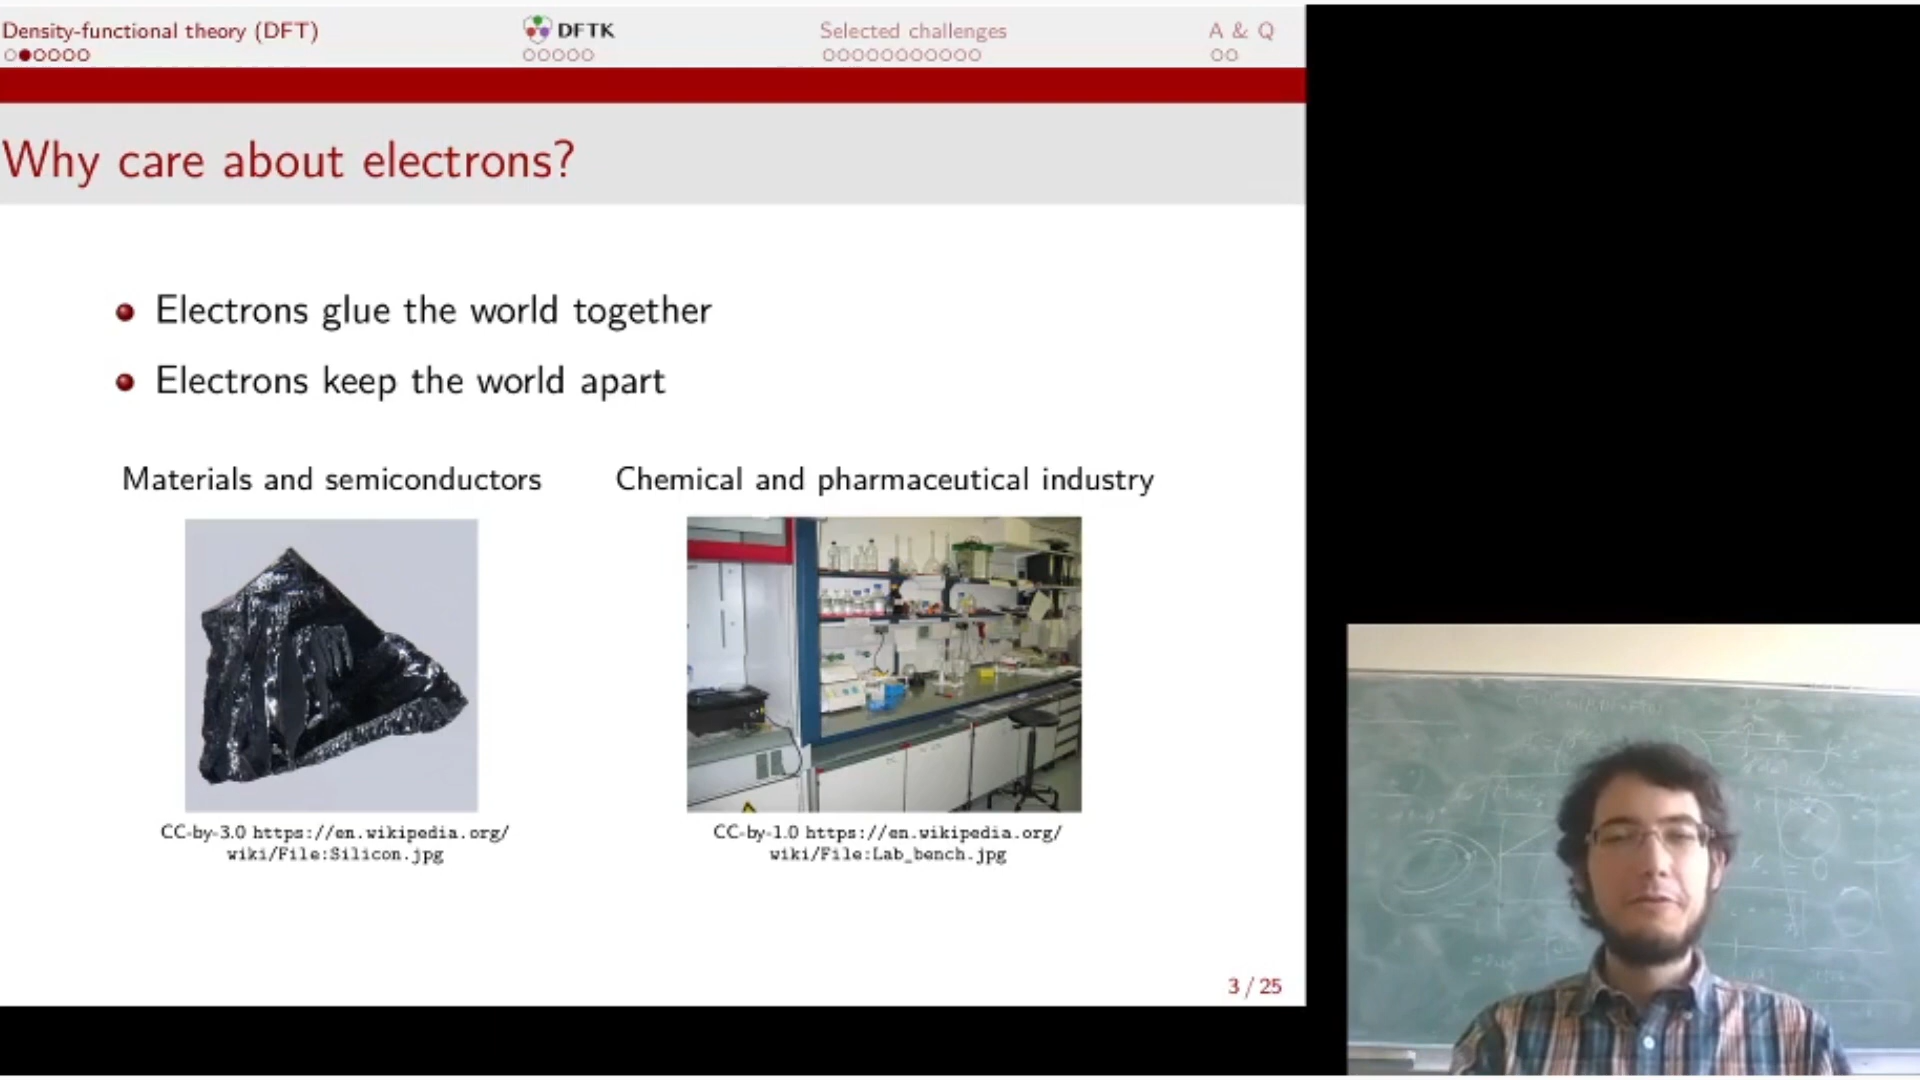 Density-functional theory (DFT)
DFTK
Selected challenges
A & Q
Why care about electrons?
Electrons glue the world together
Electrons keep the world apart
Materials and semiconductors
Chemical and pharmaceutical industry
CC-by-3.0 https://en.wikipedia.org/
wiki/File:Silicon.jpg
CC-by-1.0 https://en.wikipedia.org/
wiki/File:Lab_bench.jpg
3 / 25